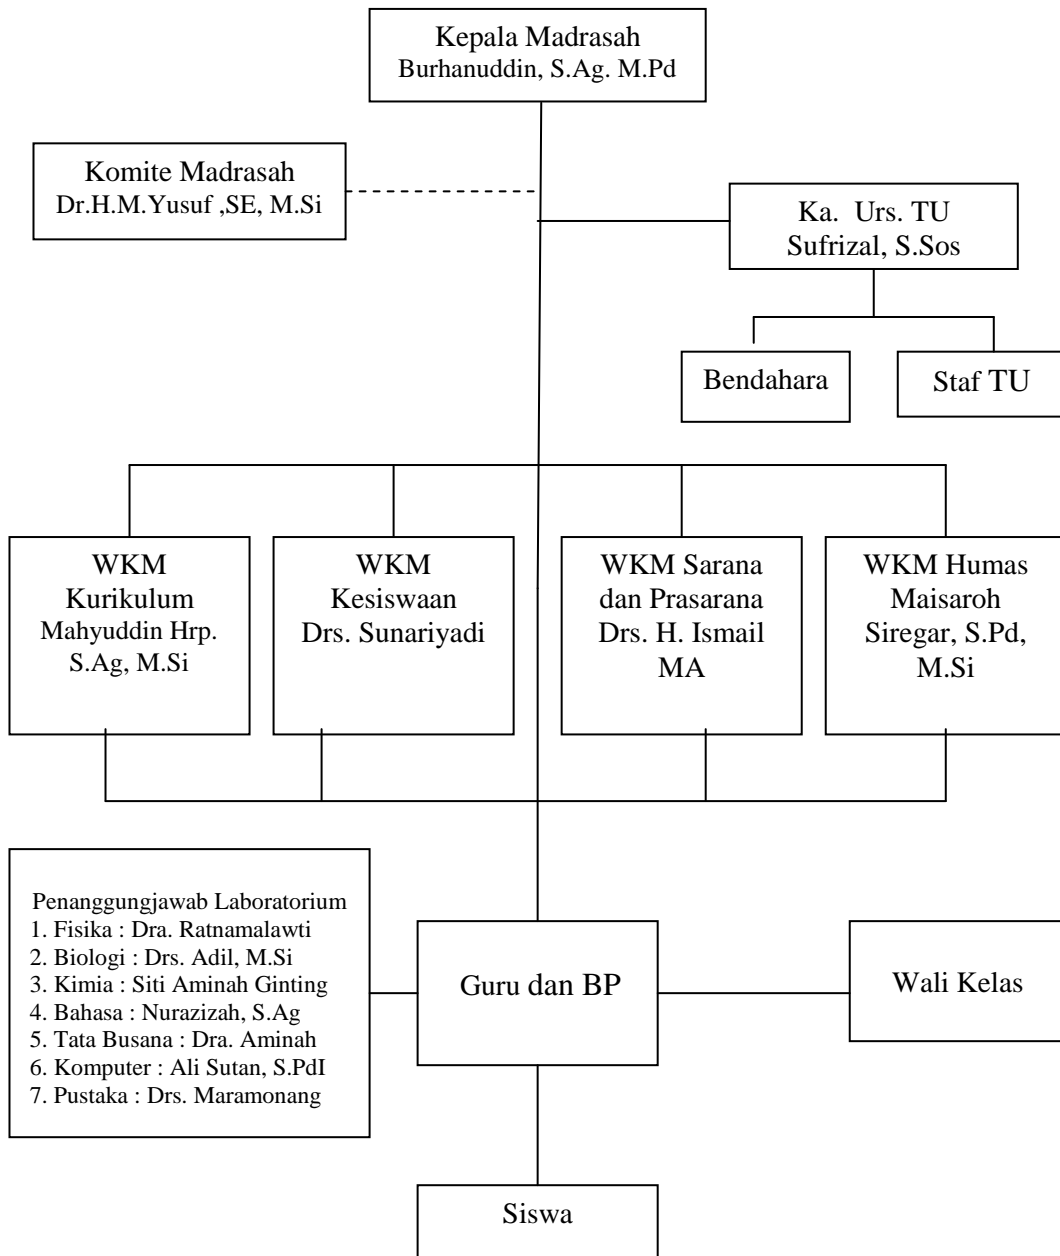 Kepala Madrasah
Burhanuddin, S.Ag. M.Pd
Komite Madrasah
Dr.H.M.Yusuf ,SE, M.Si
Ka. Urs. TU
Sufrizal, S.Sos
Bendahara
Staf TU
WKM
Kurikulum
Mahyuddin Hrp.
S.Ag, M.Si
WKM
Kesiswaan
Drs. Sunariyadi
WKM Sarana
dan Prasarana
Drs. H. Ismail
MA
WKM Humas
Maisaroh
Siregar, S.Pd,
M.Si
Penanggungjawab Laboratorium
1. Fisika : Dra. Ratnamalawti
2. Biologi : Drs. Adil, M.Si
3. Kimia : Siti Aminah Ginting
4. Bahasa : Nurazizah, S.Ag
5. Tata Busana : Dra. Aminah
6. Komputer : Ali Sutan, S.PdI
7. Pustaka : Drs. Maramonang
Guru dan BP
Wali Kelas
Siswa